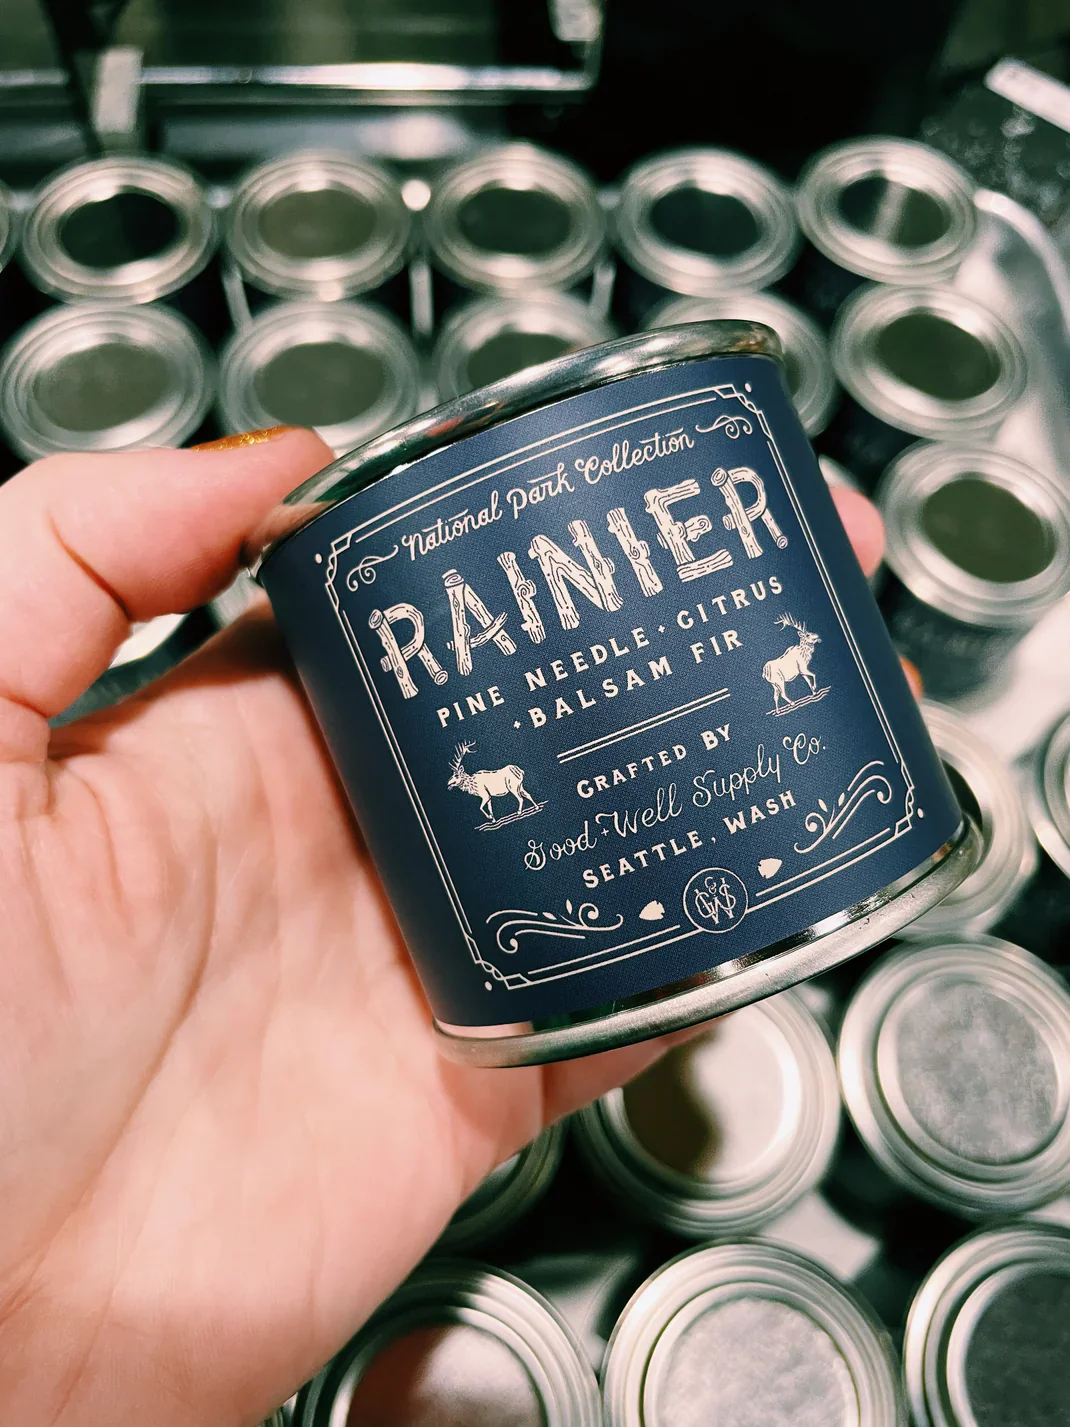 National Park Collection
RAINIER
PINE NEEDLE + CITRUS
+ BALSAM FIR
CRAFTED BY
Good + Well Supply Co.
SEATTLE, WASH
G&W